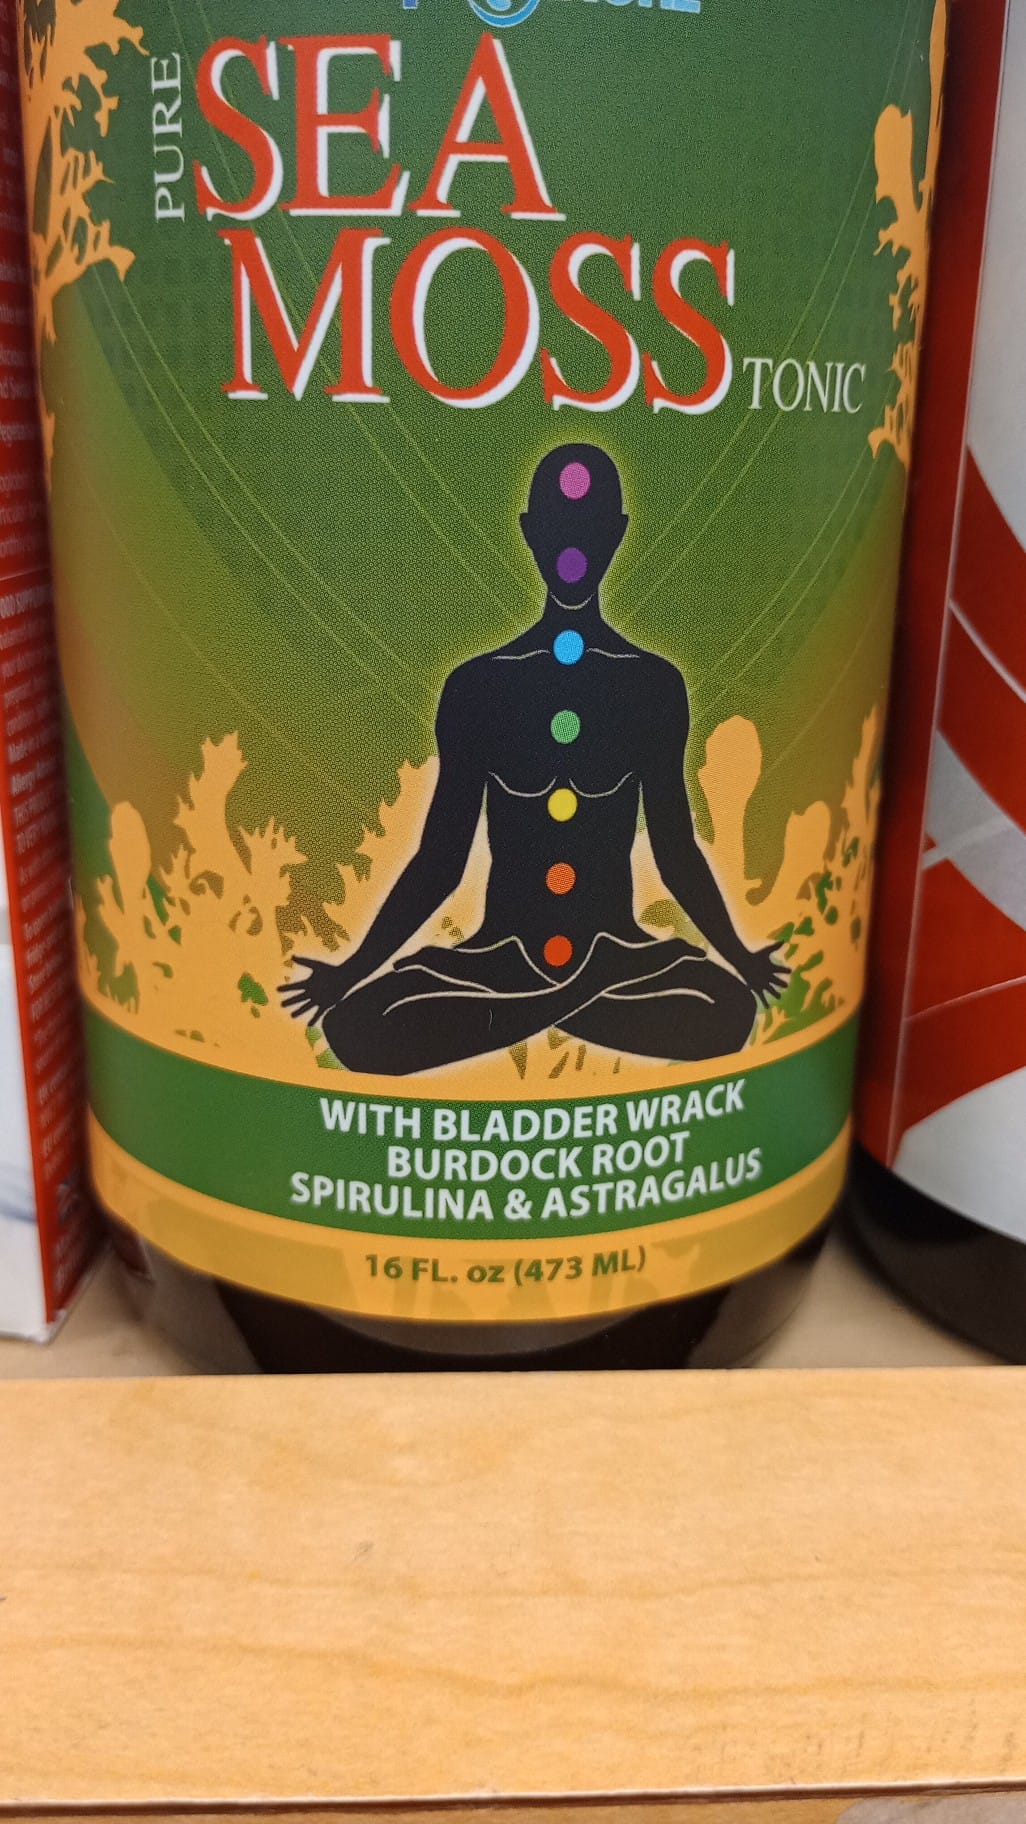 PURE
SEA
MOSS
TONIC
WITH BLADDER WRACK
BURDOCK ROOT
SPIRULINA & ASTRAGALUS
16 FL. oz (473 ML)